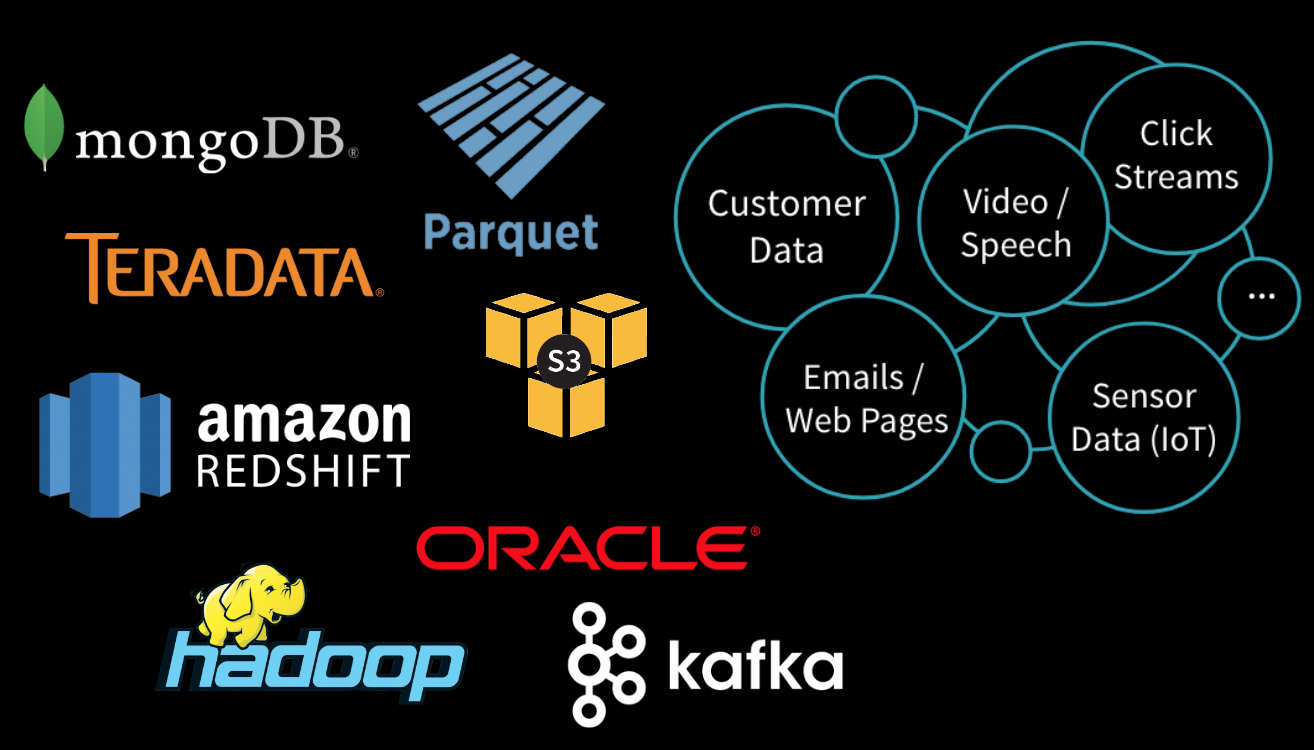 mongoDB®
Parquet
TERADATA®
S3
amazon
REDSHIFT
ORACLE®
hadoop
kafka
Customer
Data
Video /
Speech
Click
Streams
...
Emails /
Web Pages
Sensor
Data (IoT)